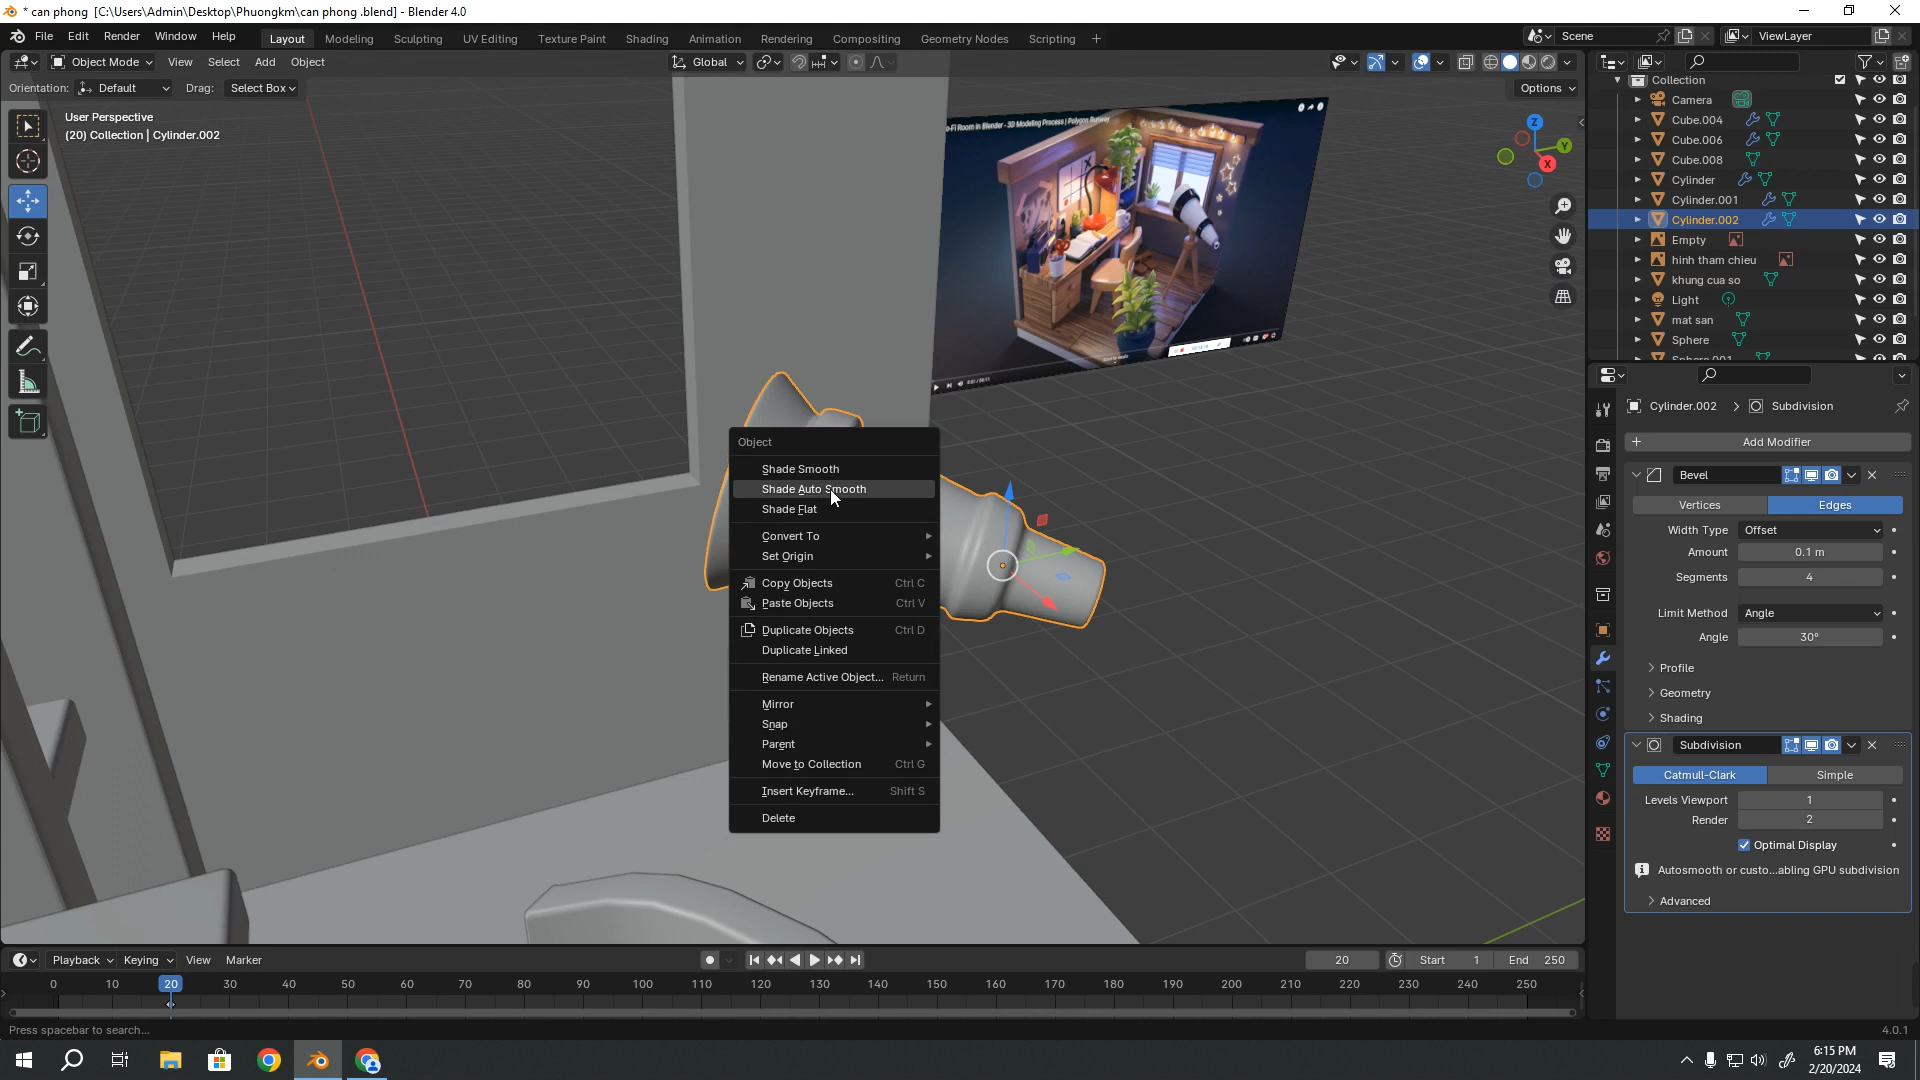 * can phong  [C:\Users\Admin\Desktop\Phuongkm\can phong .blend] - Blender 4.0
File Edit Render Window Help
Layout Modeling Sculpting UV Editing Texture Paint Shading Animation Rendering Compositing Geometry Nodes Scripting +
Scene
ViewLayer
Object Mode View Select Add Object
Global
Orientation: Default Drag: Select Box
Options
User Perspective
(20) Collection | Cylinder.002
Fi Room in Blender - 3D Modeling Process | Polygon Runway
Z
Y
X
Collection
Camera
Cube.004
Cube.006
Cube.008
Cylinder
Cylinder.001
Cylinder.002
Empty
hinh tham chieu
khung cua so
Light
mat san
Sphere
Sphere.001
Object
Shade Smooth
Shade Auto Smooth
Shade Flat
Convert To
Set Origin
Copy Objects Ctrl C
Paste Objects Ctrl V
Duplicate Objects Ctrl D
Duplicate Linked
Rename Active Object... Return
Mirror
Snap
Parent
Move to Collection Ctrl G
Insert Keyframe... Shift S
Delete
Cylinder.002 > Subdivision
+ Add Modifier
Bevel
Vertices Edges
Width Type Offset
Amount 0.1 m
Segments 4
Limit Method Angle
Angle 30°
Profile
Geometry
Shading
Subdivision
Catmull-Clark Simple
Levels Viewport 1
Render 2
Optimal Display
Autosmooth or custo...abling GPU subdivision
Advanced
Playback Keying View Marker
20 Start 1 End 250
0 10 20 30 40 50 60 70 80 90 100 110 120 130 140 150 160 170 180 190 200 210 220 230 240 250
Press spacebar to search...
4.0.1
6:15 PM
2/20/2024